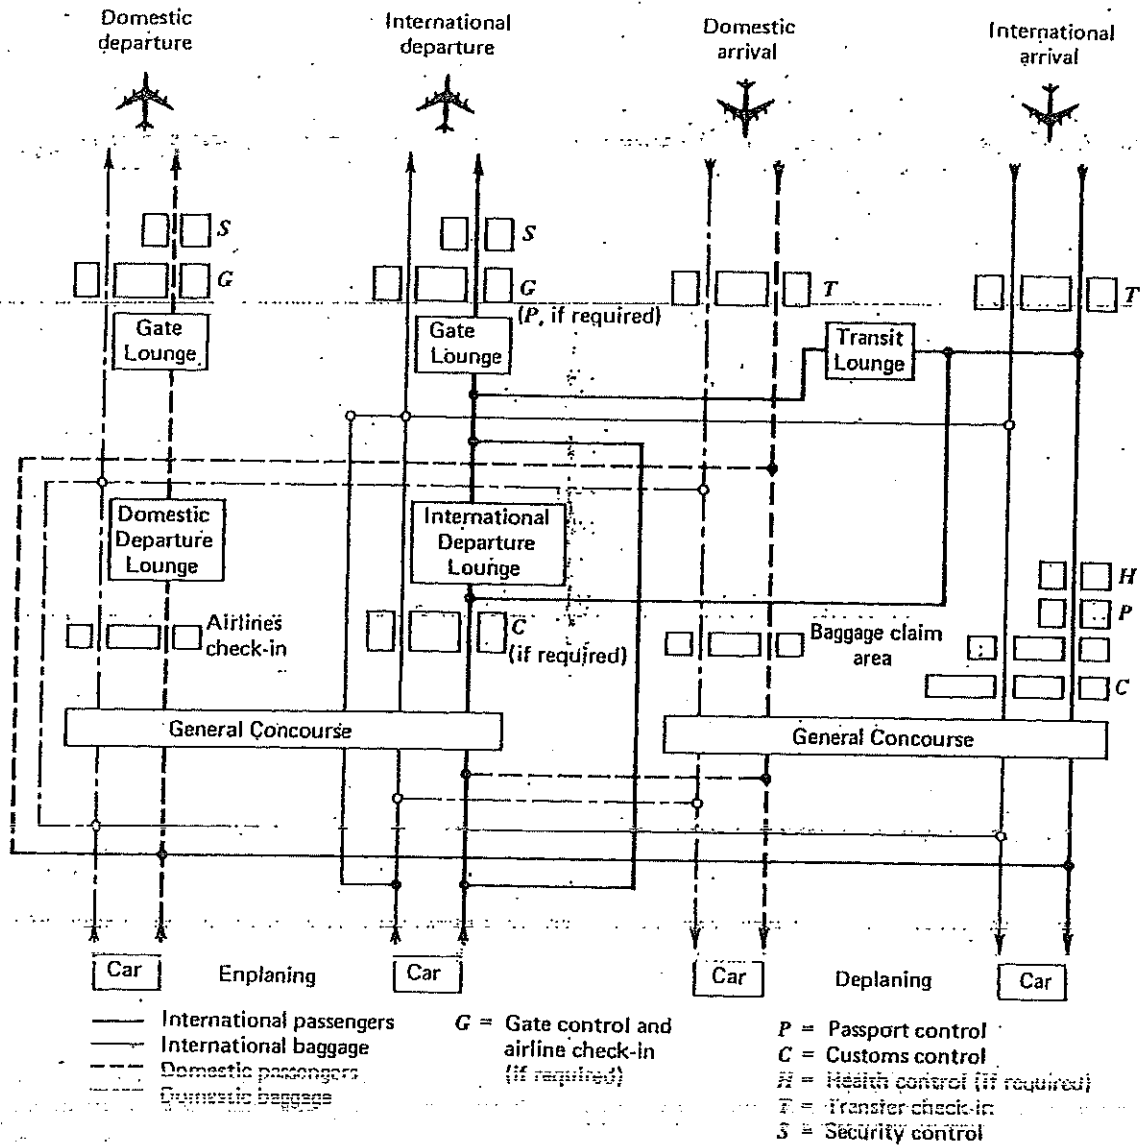 Domestic
departure
International
departure
Domestic
arrival
International
arrival
S
S
G
G
T
T
(P, if required)
Gate
Lounge
Gate
Lounge
Transit
Lounge
Domestic
Departure
Lounge
International
Departure
Lounge
H
P
Airlines
check-in
C
(if required)
Baggage claim
area
C
General Concourse
General Concourse
Car
Enplaning
Car
Car
Deplaning
Car
International passengers
International baggage
Domestic passengers
Domestic baggage
G = Gate control and
airline check-in
(if required)
P = Passport control
C = Customs control
H = Health control (if required)
T = Transfer check-in
S = Security control